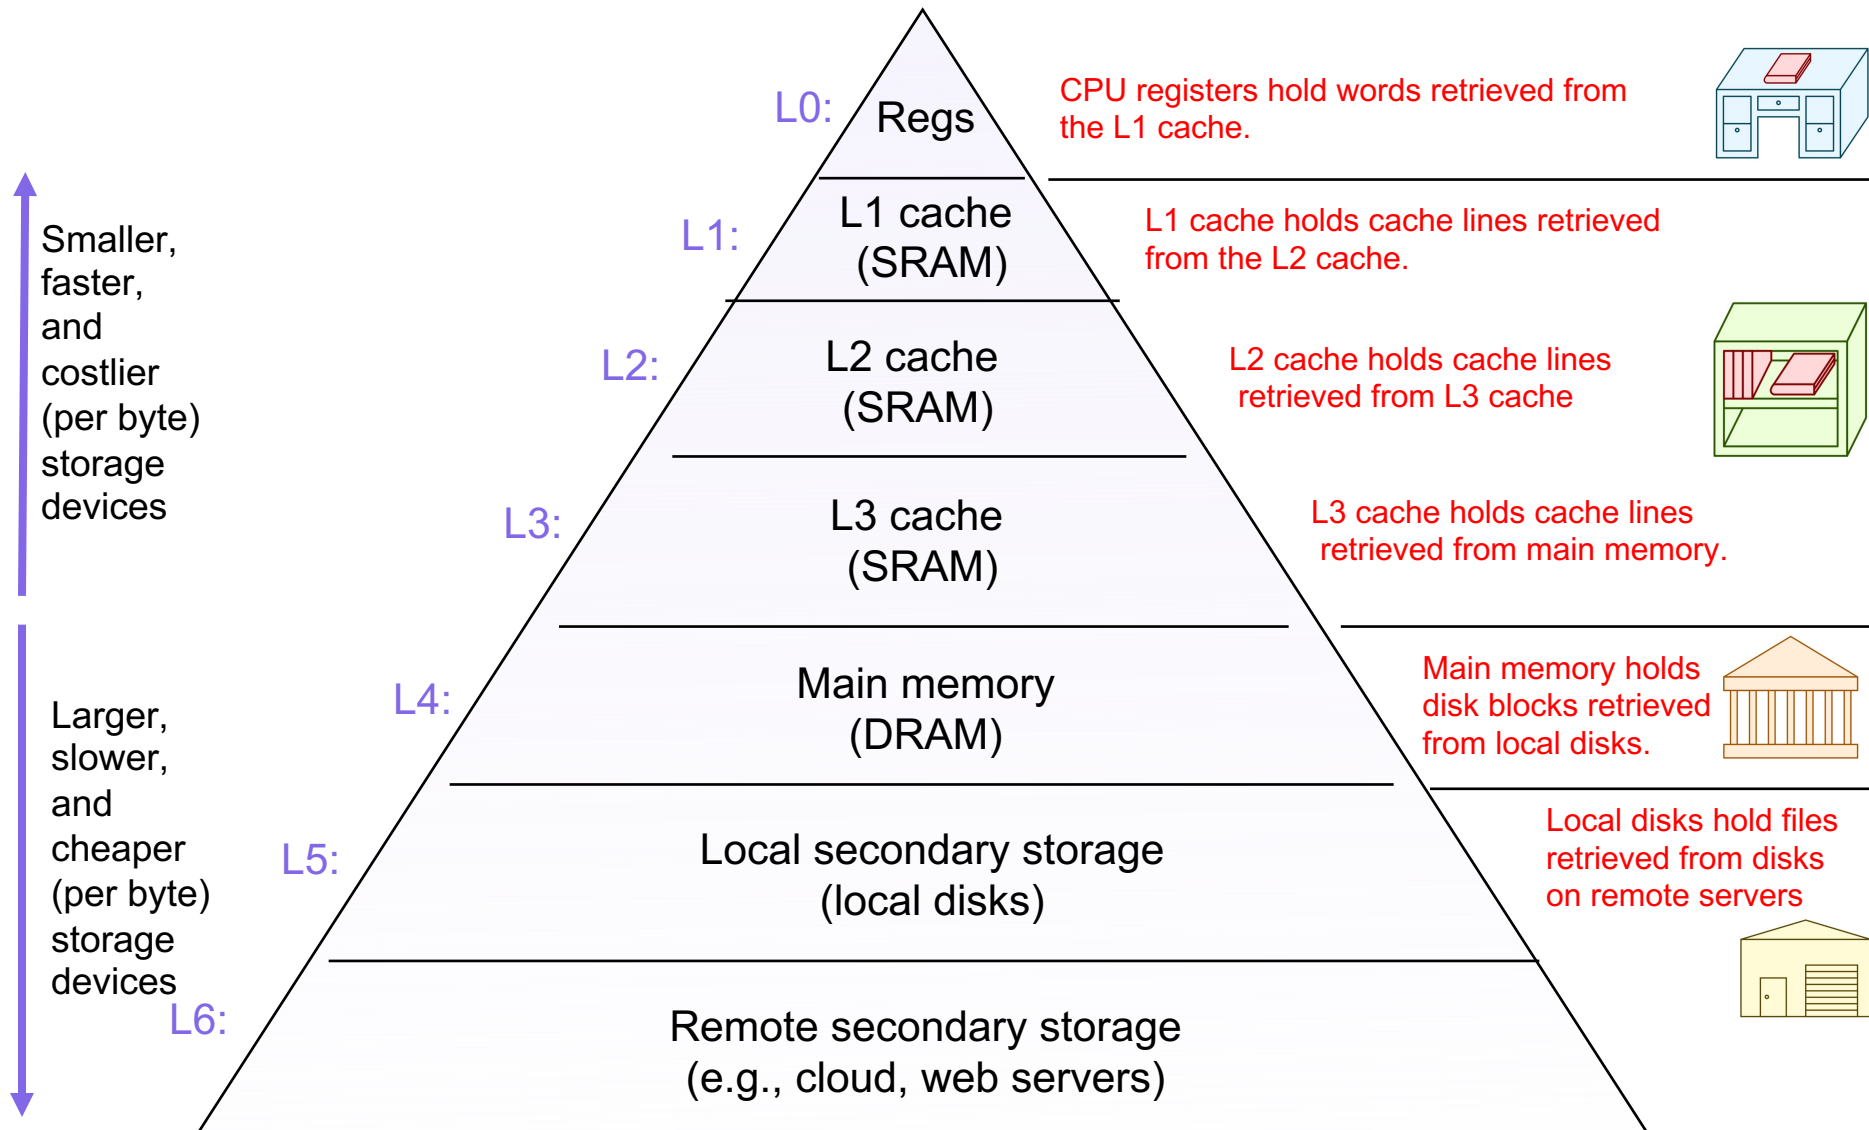 L0:
Regs
CPU registers hold words retrieved from
the L1 cache.
Smaller,
faster,
and
costlier
(per byte)
storage
devices
L1:
L1 cache
(SRAM)
L1 cache holds cache lines retrieved
from the L2 cache.
L2:
L2 cache
(SRAM)
L2 cache holds cache lines
retrieved from L3 cache
L3:
L3 cache
(SRAM)
L3 cache holds cache lines
retrieved from main memory.
Larger,
slower,
and
cheaper
(per byte)
storage
devices
L4:
Main memory
(DRAM)
Main memory holds
disk blocks retrieved
from local disks.
L5:
Local secondary storage
(local disks)
Local disks hold files
retrieved from disks
on remote servers
L6:
Remote secondary storage
(e.g., cloud, web servers)